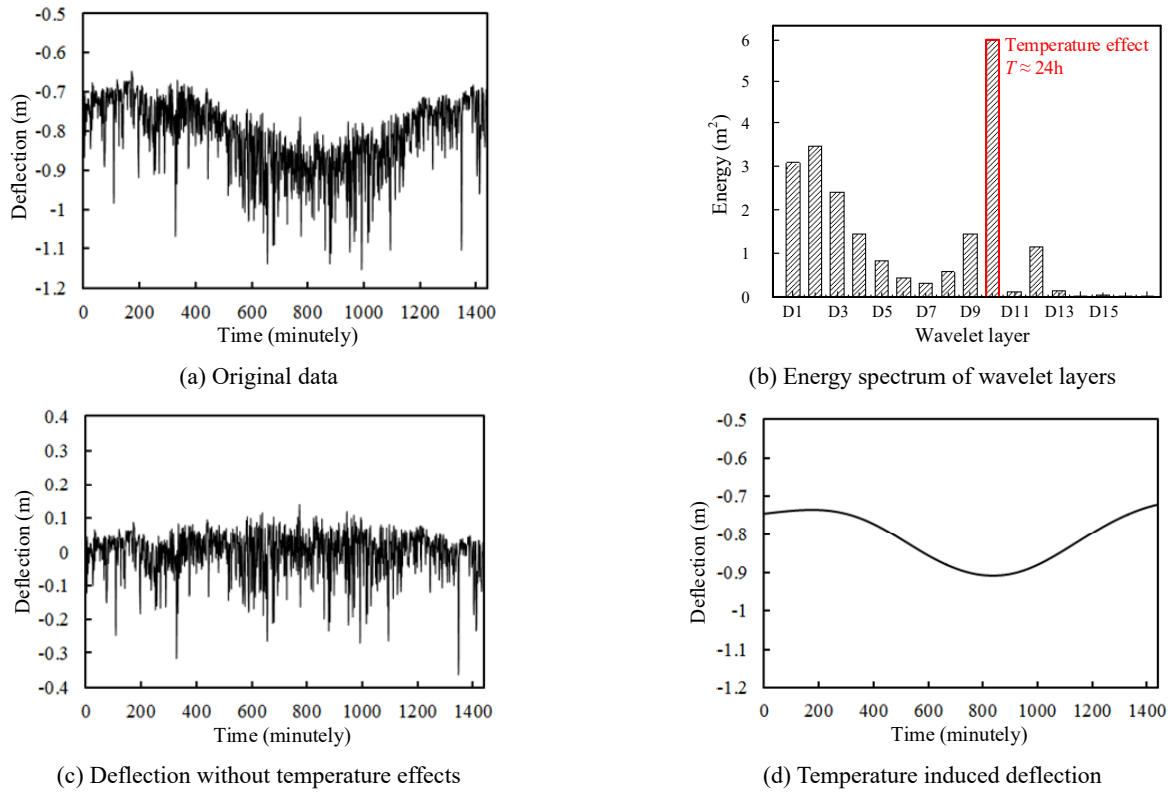 -0.5
-0.6
-0.7
-0.8
-0.9
-1
-1.1
-1.2
Deflection (m)
0 200 400 600 800 1000 1200 1400
Time (minutely)
(a) Original data
6
5
4
3
2
1
0
Energy (m²)
Temperature effect
T ≈ 24h
D1 D3 D5 D7 D9 D11 D13 D15
Wavelet layer
(b) Energy spectrum of wavelet layers
0.4
0.3
0.2
0.1
0
-0.1
-0.2
-0.3
-0.4
Deflection (m)
0 200 400 600 800 1000 1200 1400
Time (minutely)
(c) Deflection without temperature effects
-0.5
-0.6
-0.7
-0.8
-0.9
-1
-1.1
-1.2
Deflection (m)
0 200 400 600 800 1000 1200 1400
Time (minutely)
(d) Temperature induced deflection